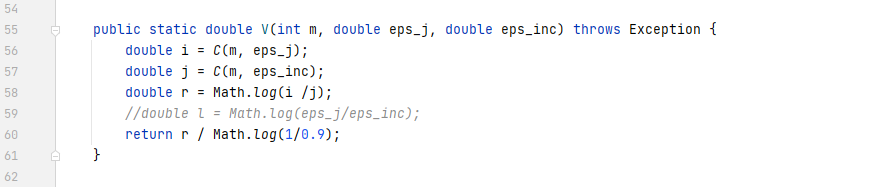 54
55 public static double V(int m, double eps_j, double eps_inc) throws Exception {
56 double i = C(m, eps_j);
57 double j = C(m, eps_inc);
58 double r = Math.log(i /j);
59 //double l = Math.log(eps_j/eps_inc);
60 return r / Math.log(1/0.9);
61 }
62